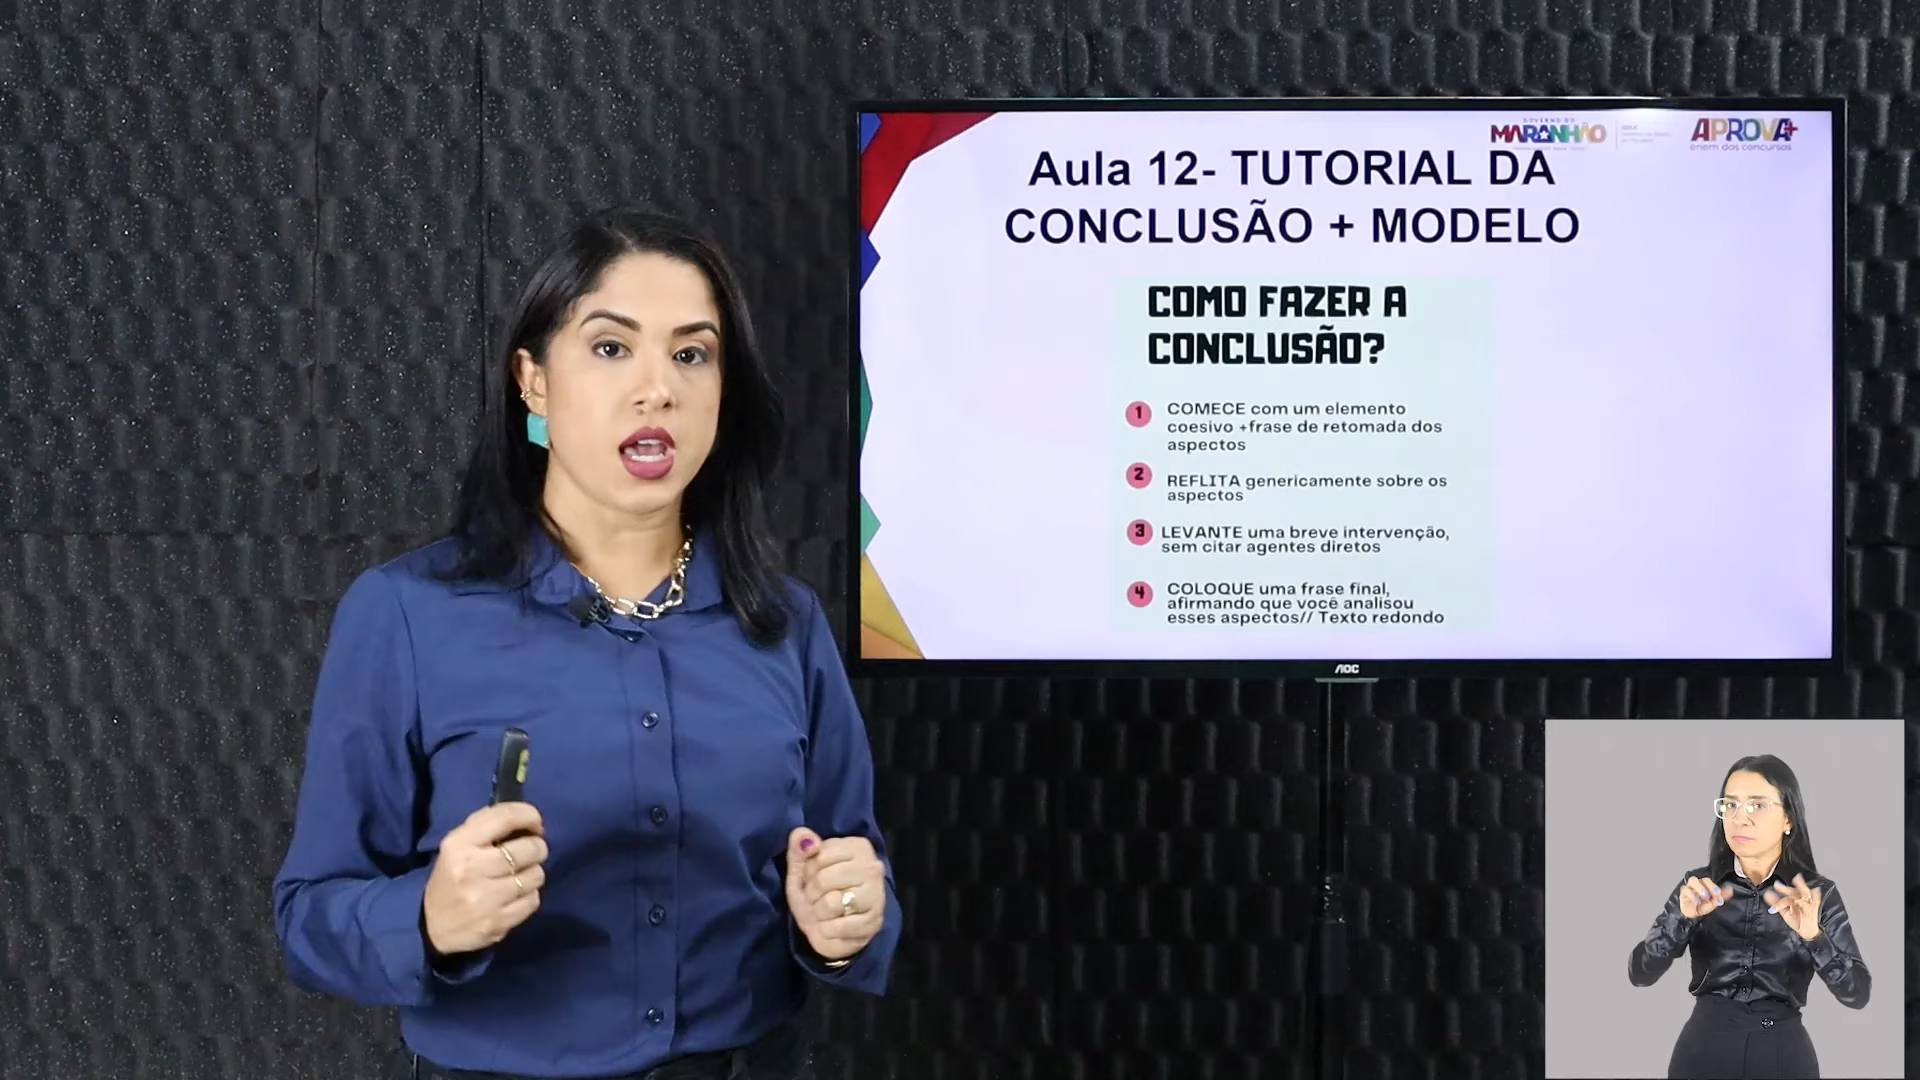 GOVERNO DO
MARANHÃO
APROVA+
enem dos concursos
Aula 12- TUTORIAL DA
CONCLUSÃO + MODELO
COMO FAZER A
CONCLUSÃO?
1 COMECE com um elemento
coesivo +frase de retomada dos
aspectos
2 REFLITA genericamente sobre os
aspectos
3 LEVANTE uma breve intervenção,
sem citar agentes diretos
4 COLOQUE uma frase final,
afirmando que você analisou
esses aspectos// Texto redondo
AOC